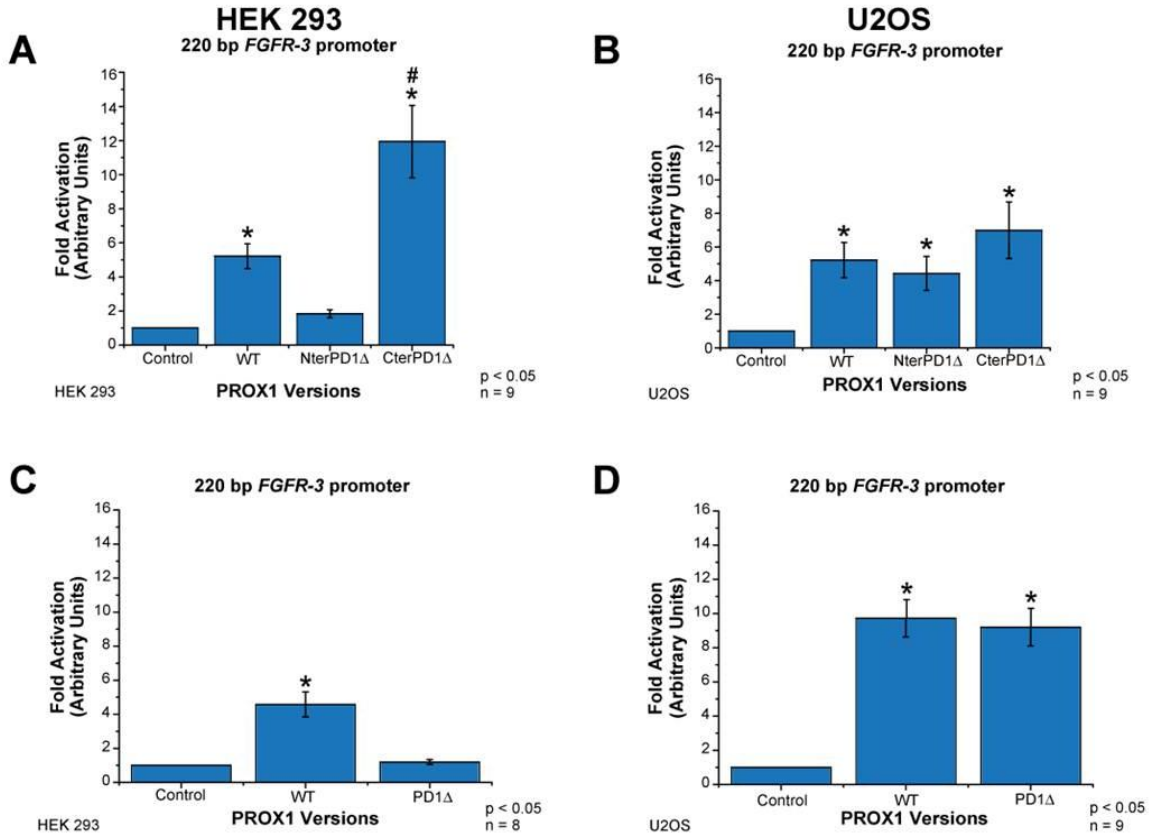 HEK 293
U2OS
A
220 bp FGFR-3 promoter
Fold Activation
(Arbitrary Units)
16
14
12
10
8
6
4
2
0
*
#
*
Control
WT
NterPD1Δ
CterPD1Δ
HEK 293
PROX1 Versions
p < 0.05
n = 9
B
220 bp FGFR-3 promoter
Fold Activation
(Arbitrary Units)
16
14
12
10
8
6
4
2
0
*
*
*
Control
WT
NterPD1Δ
CterPD1Δ
U2OS
PROX1 Versions
p < 0.05
n = 9
C
220 bp FGFR-3 promoter
Fold Activation
(Arbitrary Units)
16
14
12
10
8
6
4
2
0
*
Control
WT
PD1Δ
HEK 293
PROX1 Versions
p < 0.05
n = 8
D
220 bp FGFR-3 promoter
Fold Activation
(Arbitrary Units)
16
14
12
10
8
6
4
2
0
*
*
Control
WT
PD1Δ
U2OS
PROX1 Versions
p < 0.05
n = 9